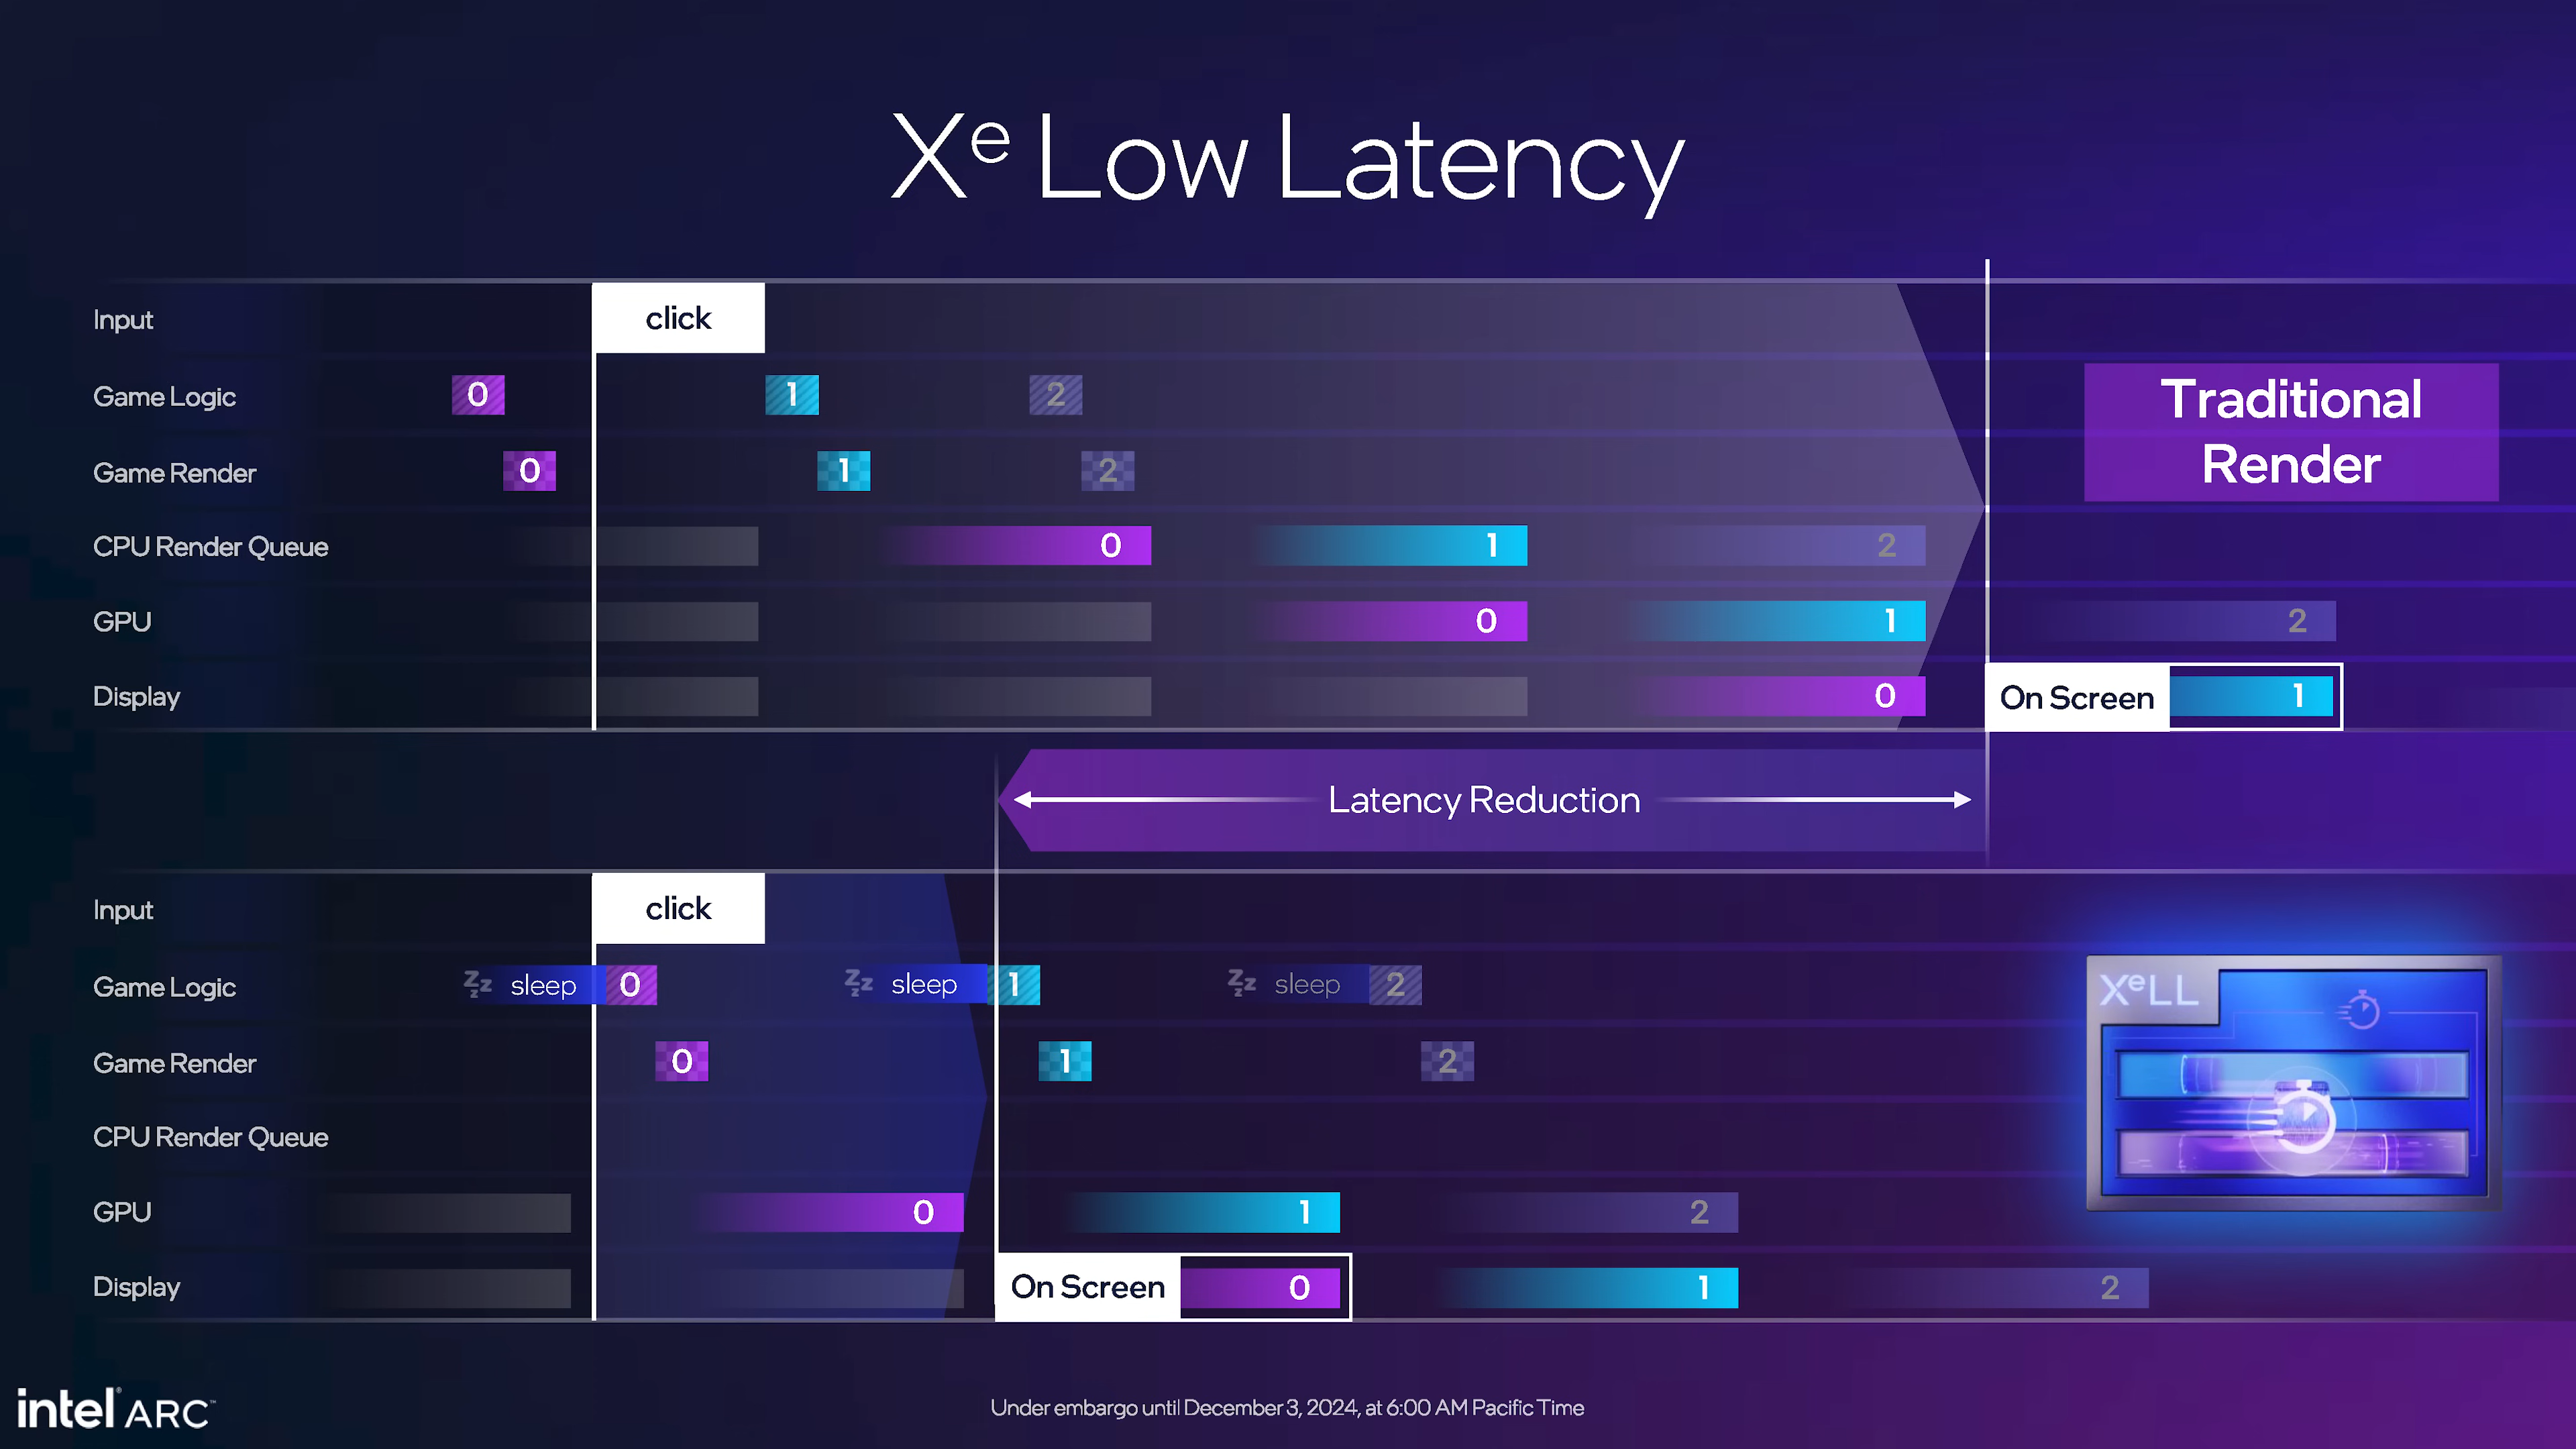 Xe Low Latency
Input
click
Game Logic
0
1
2
Traditional
Render
Game Render
0
1
2
CPU Render Queue
0
1
2
GPU
0
1
2
Display
0
On Screen
1
Latency Reduction
Input
click
Game Logic
Zzz sleep 0
Zzz sleep 1
Zzz sleep 2
XeLL
Game Render
0
1
2
CPU Render Queue
GPU
0
1
2
Display
On Screen
0
1
2
intel ARC™
Under embargo until December 3, 2024, at 6:00 AM Pacific Time